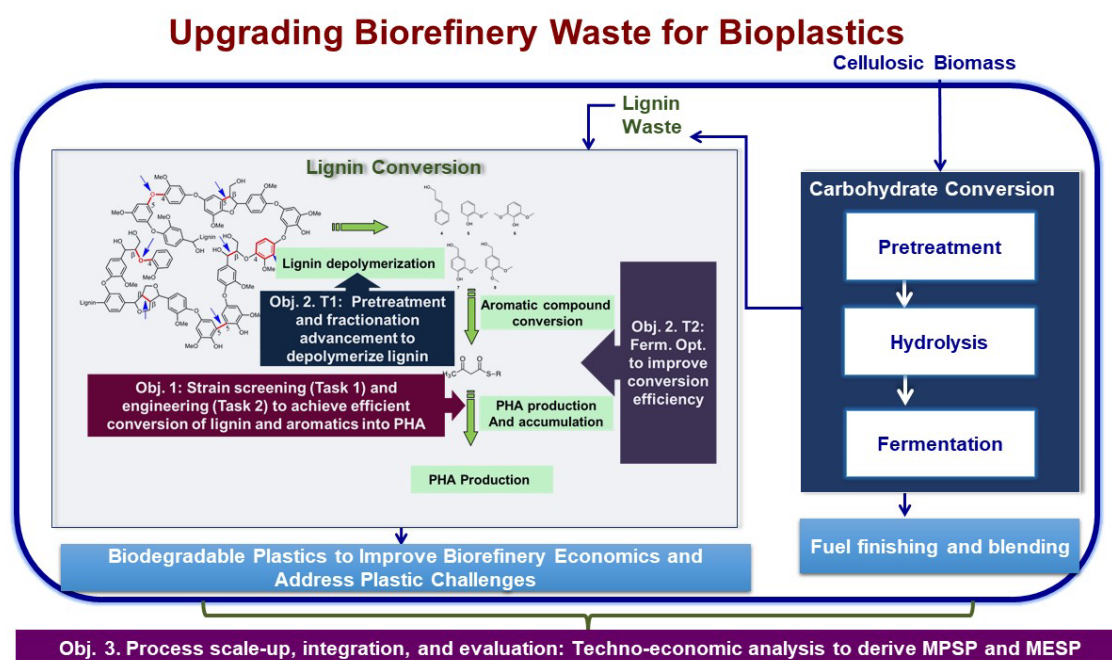 Upgrading Biorefinery Waste for Bioplastics
Cellulosic Biomass
Lignin
Waste
Lignin Conversion
Lignin depolymerization
Obj. 2. T1: Pretreatment
and fractionation
advancement to
depolymerize lignin
Aromatic compound
conversion
Obj. 2. T2:
Ferm. Opt.
to improve
conversion
efficiency
Obj. 1: Strain screening (Task 1) and
engineering (Task 2) to achieve efficient
conversion of lignin and aromatics into PHA
PHA production
And accumulation
PHA Production
Carbohydrate Conversion
Pretreatment
Hydrolysis
Fermentation
Biodegradable Plastics to Improve Biorefinery Economics and
Address Plastic Challenges
Fuel finishing and blending
Obj. 3. Process scale-up, integration, and evaluation: Techno-economic analysis to derive MPSP and MESP